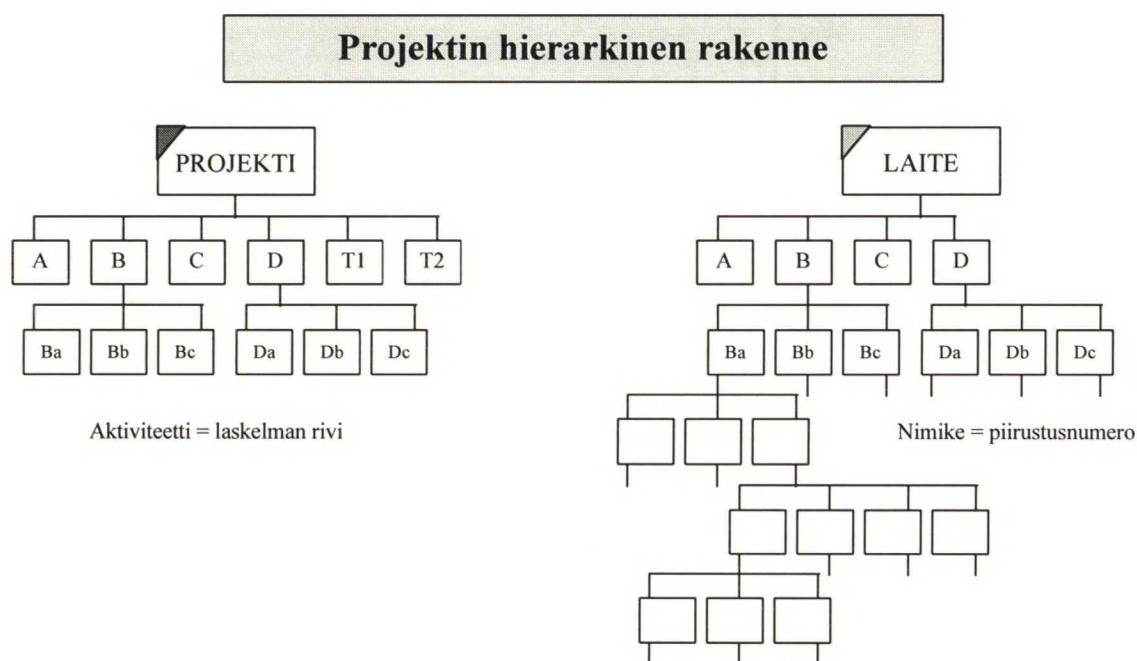 Projektin hierarkinen rakenne
PROJEKTI
A B C D T1 T2
Ba Bb Bc Da Db Dc
Aktiviteetti = laskelman rivi
LAITE
A B C D
Ba Bb Bc Da Db Dc
Nimike = piirustusnumero